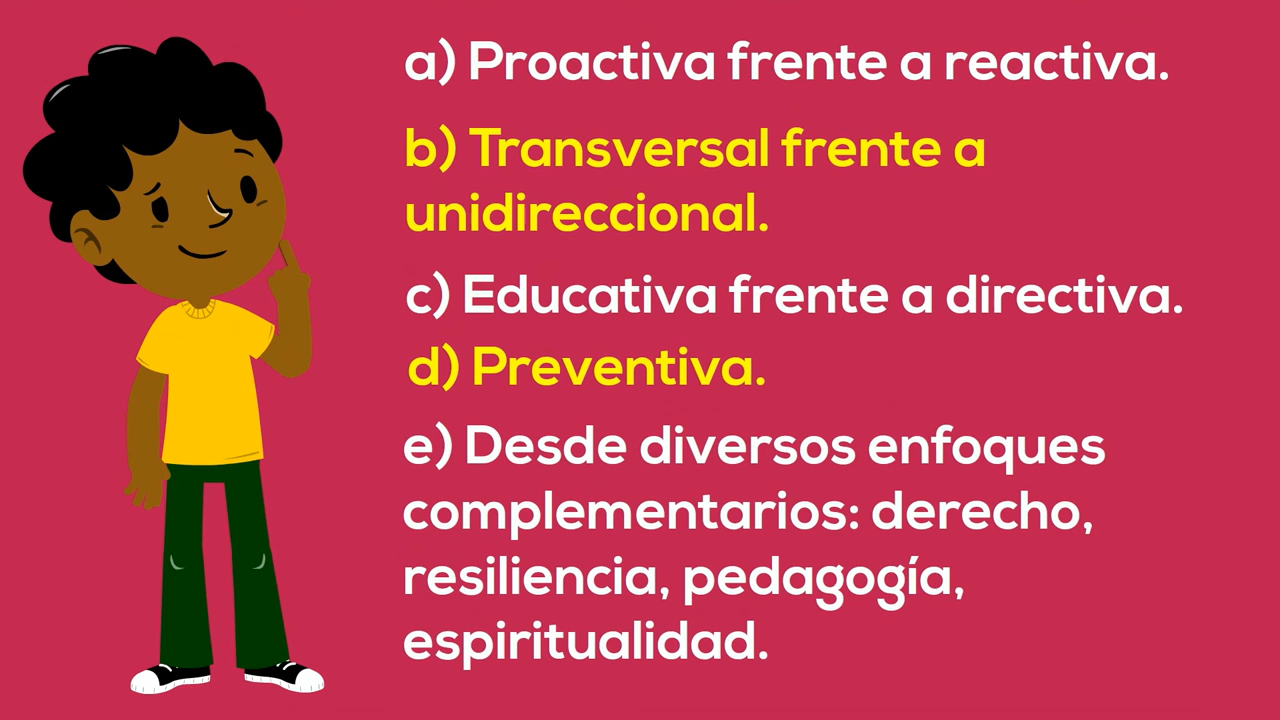 a) Proactiva frente a reactiva.
b) Transversal frente a
unidireccional.
c) Educativa frente a directiva.
d) Preventiva.
e) Desde diversos enfoques
complementarios: derecho,
resiliencia, pedagogía,
espiritualidad.